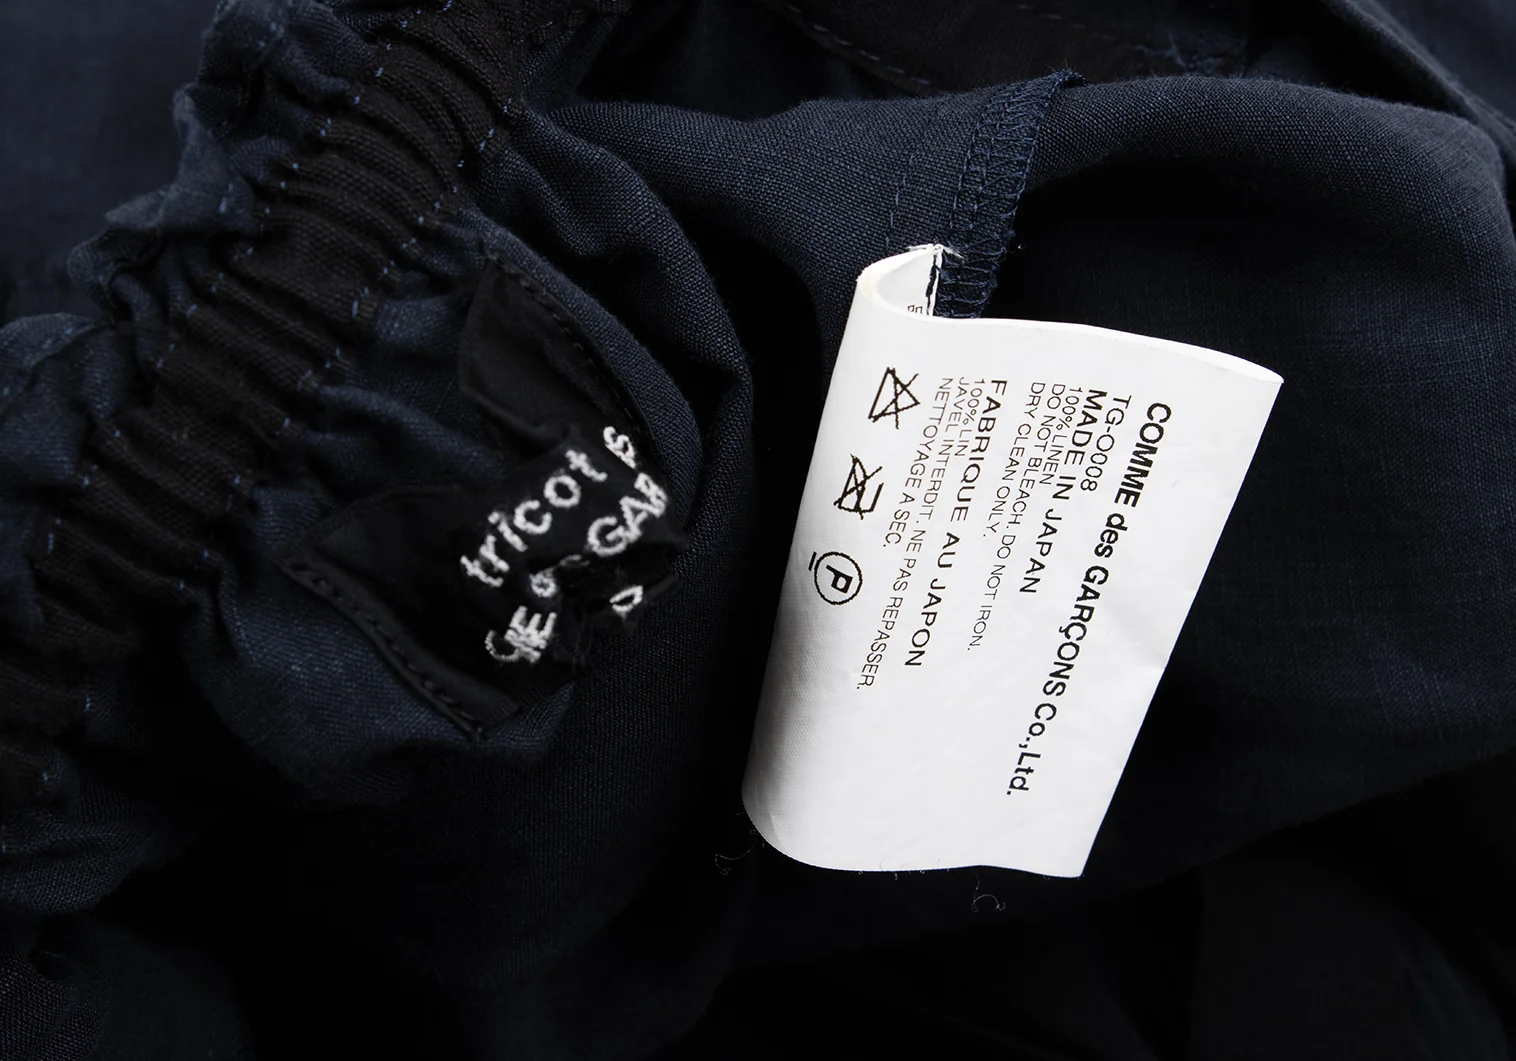 tricot
COMME des GARÇONS Co.,Ltd.
TG-O008
MADE IN JAPAN
100% LINEN
DO NOT BLEACH. DO NOT IRON.
DRY CLEAN ONLY.
FABRIQUE AU JAPON
100% LIN
JAVEL INTERDIT. NE PAS REPASSER.
NETTOYAGE A SEC.
P